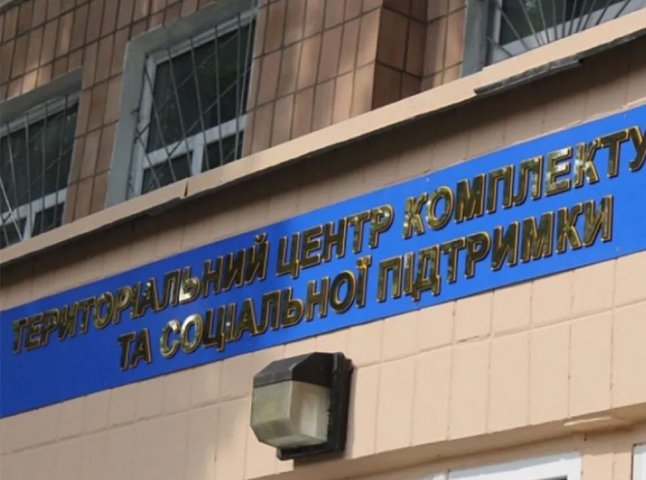 ТЕРИТОРІАЛЬНИЙ ЦЕНТР КОМПЛЕКТУ
ТА СОЦІАЛЬНОЇ ПІДТРИМКИ